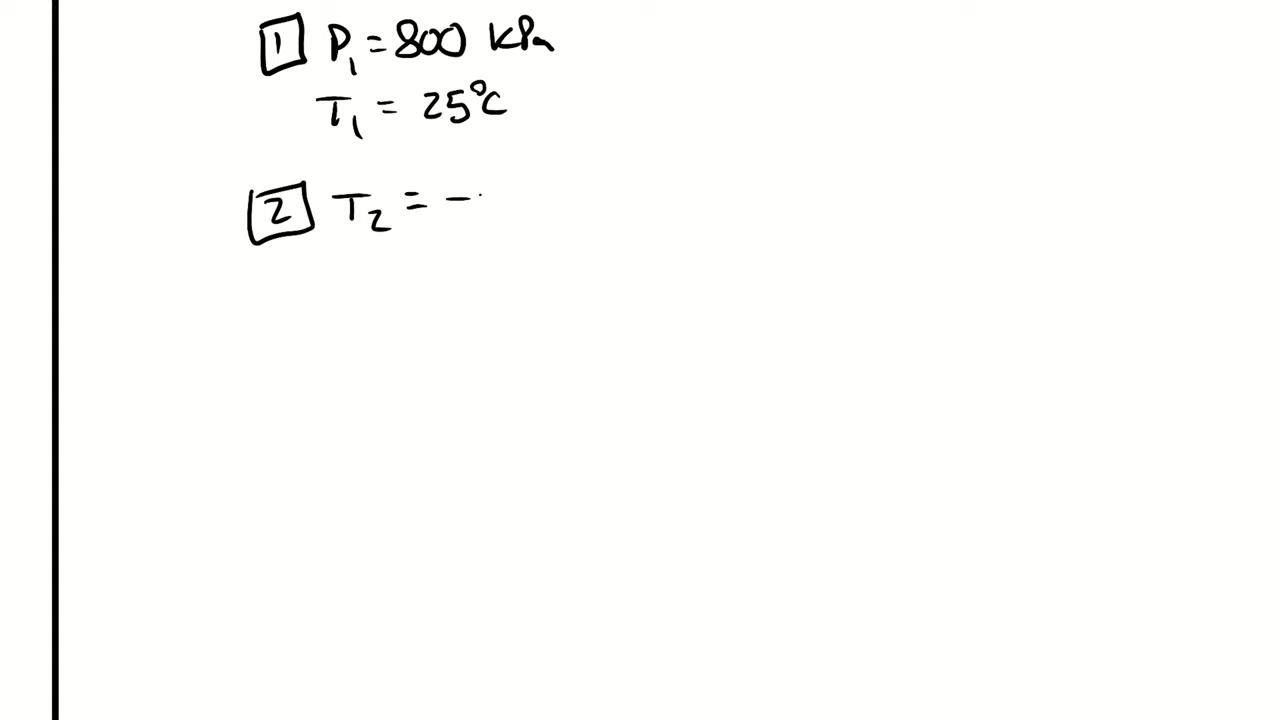 1 P₁ = 800 kPa
T₁ = 25°C
2 T₂ = -